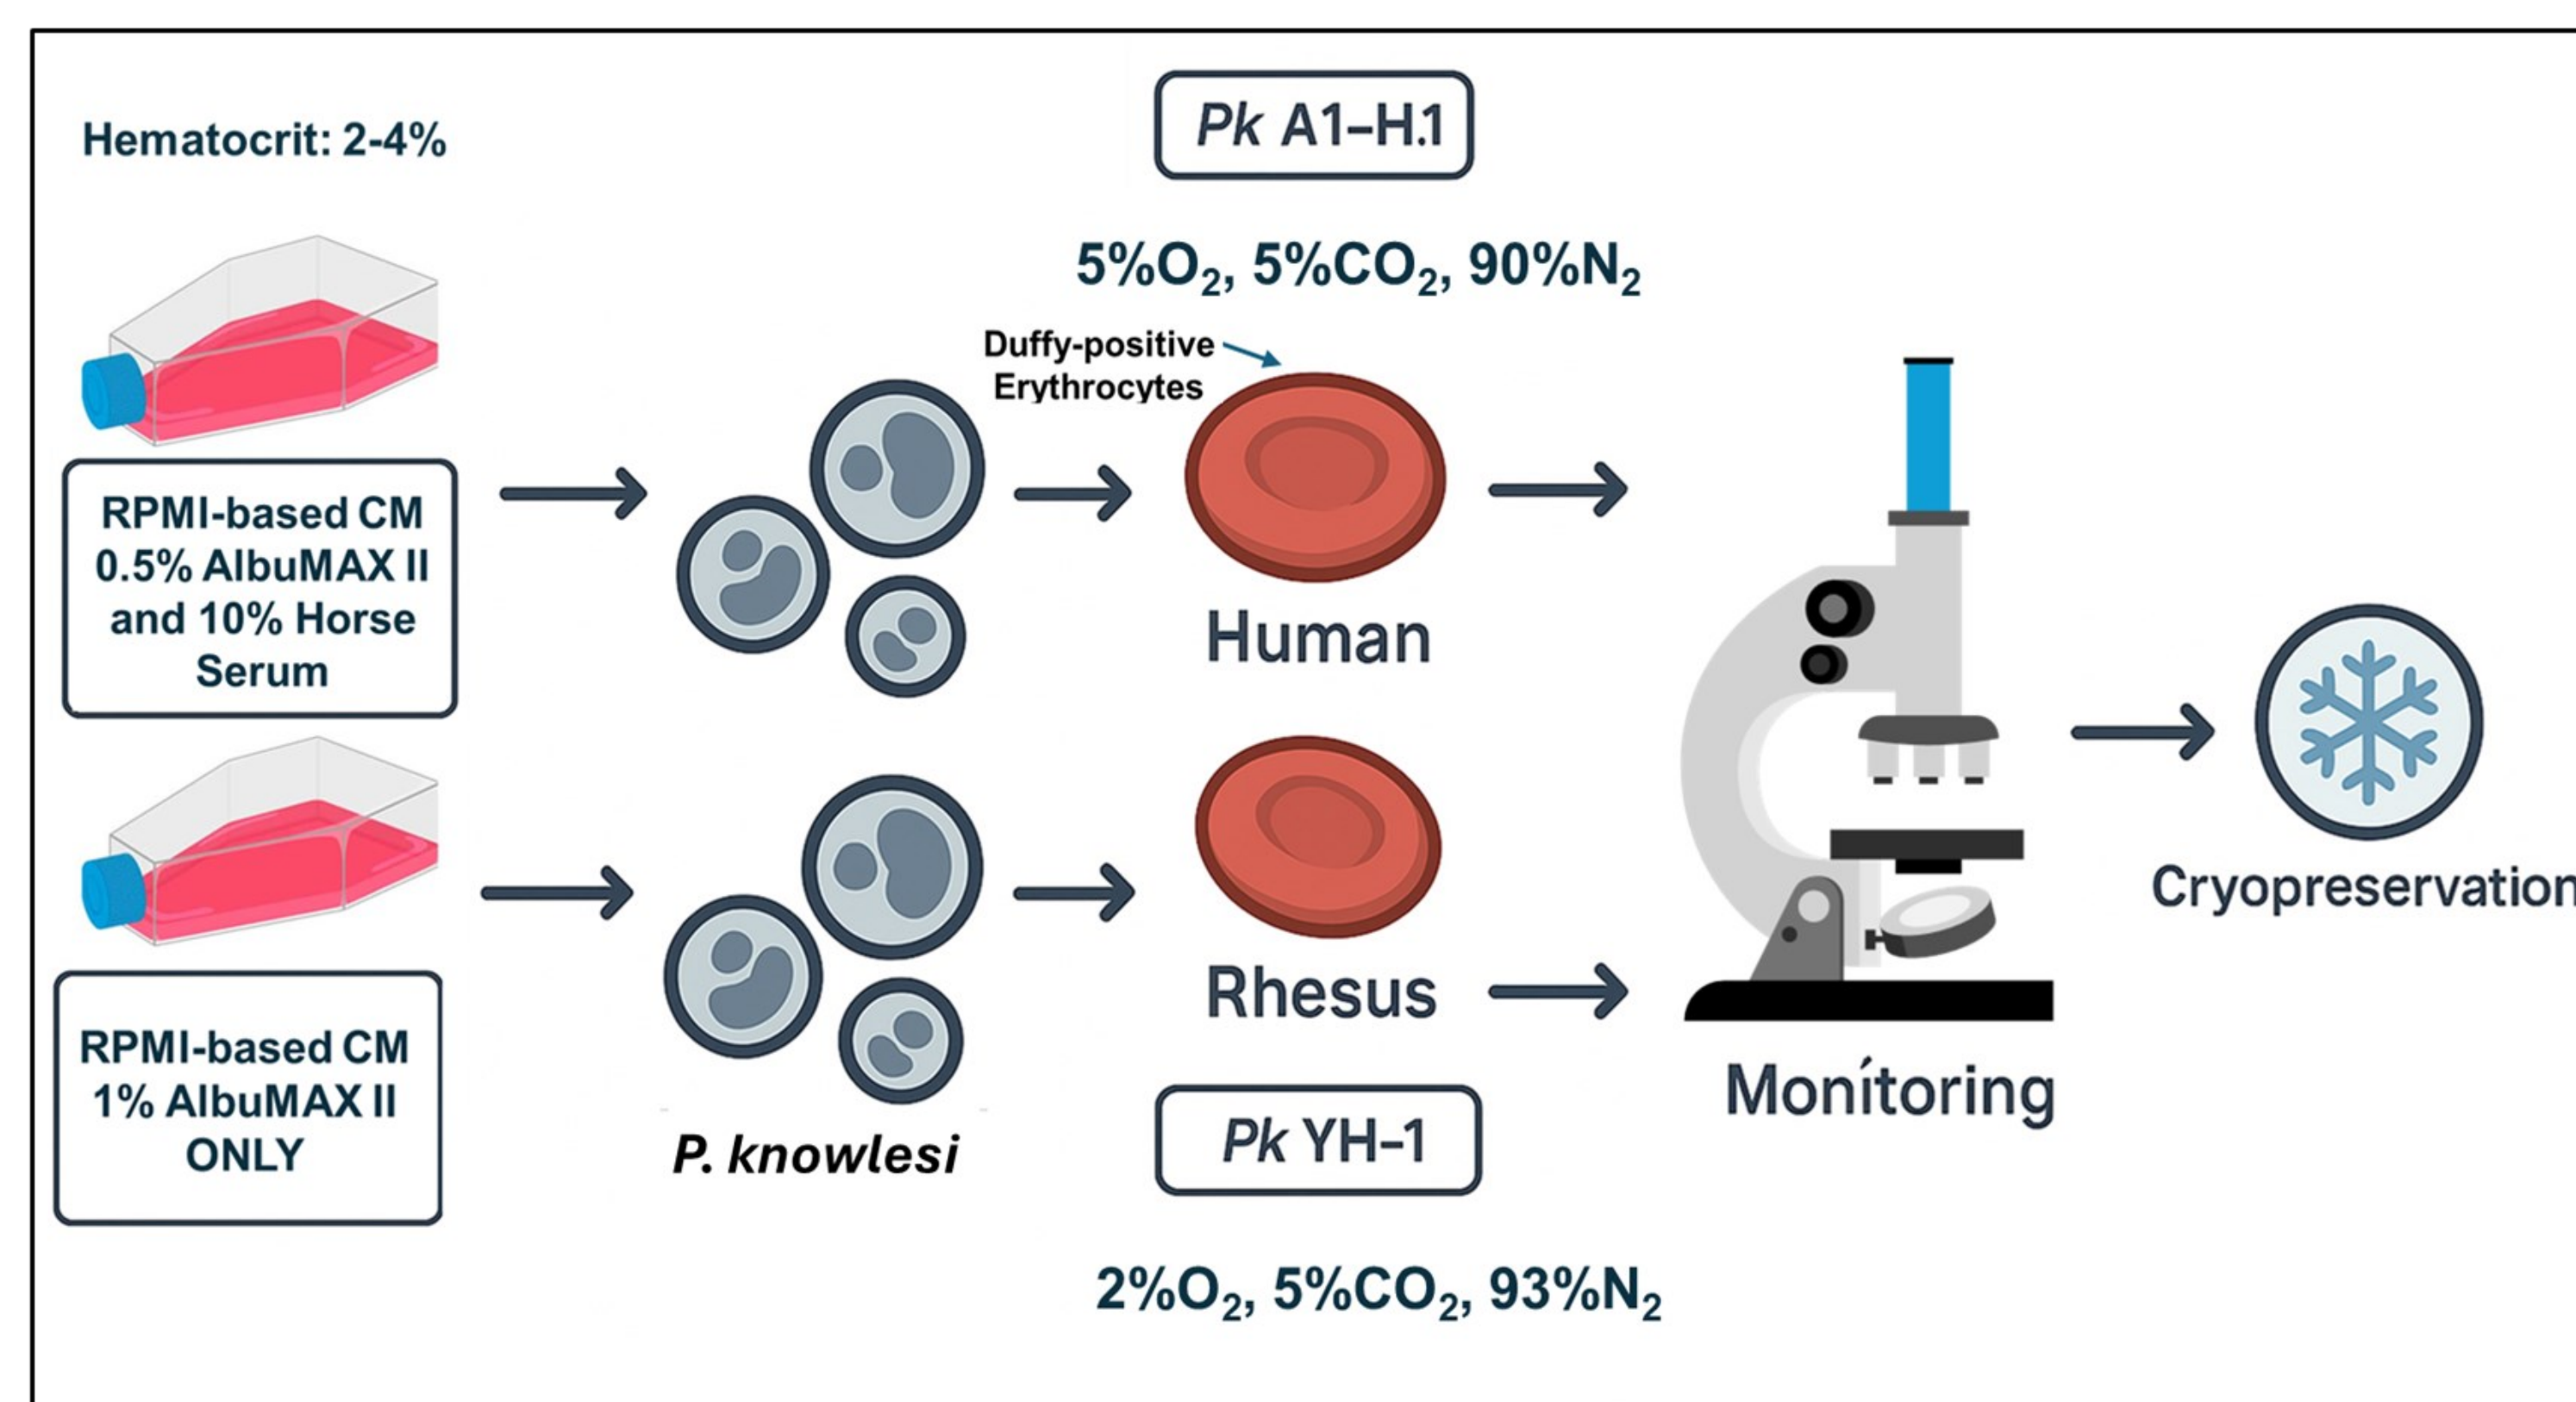 Hematocrit: 2-4%
RPMI-based CM
0.5% AlbuMAX II
and 10% Horse
Serum
RPMI-based CM
1% AlbuMAX II
ONLY
P. knowlesi
Pk A1–H.1
5%O₂, 5%CO₂, 90%N₂
Duffy-positive
Erythrocytes
Human
Rhesus
Pk YH–1
2%O₂, 5%CO₂, 93%N₂
Monítoring
Cryopreservation